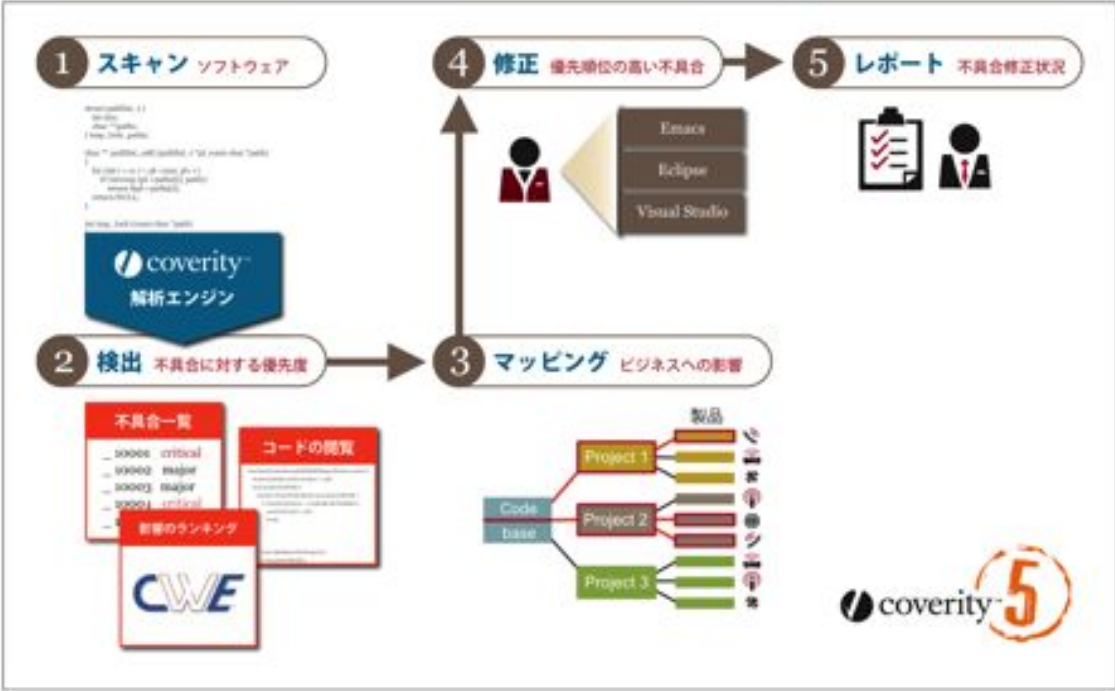 1 スキャン ソフトウェア
coverity™
解析エンジン
2 検出 不具合に対する優先度
不具合一覧
_ 10001 critical
_ 10002 major
_ 10003 major
_ 10004 critical
コードの閲覧
影響のランキング
CWE
3 マッピング ビジネスへの影響
製品
Code
base
Project 1
Project 2
Project 3
4 修正 優先順位の高い不具合
Emacs
Eclipse
Visual Studio
5 レポート 不具合修正状況
coverity™ 5